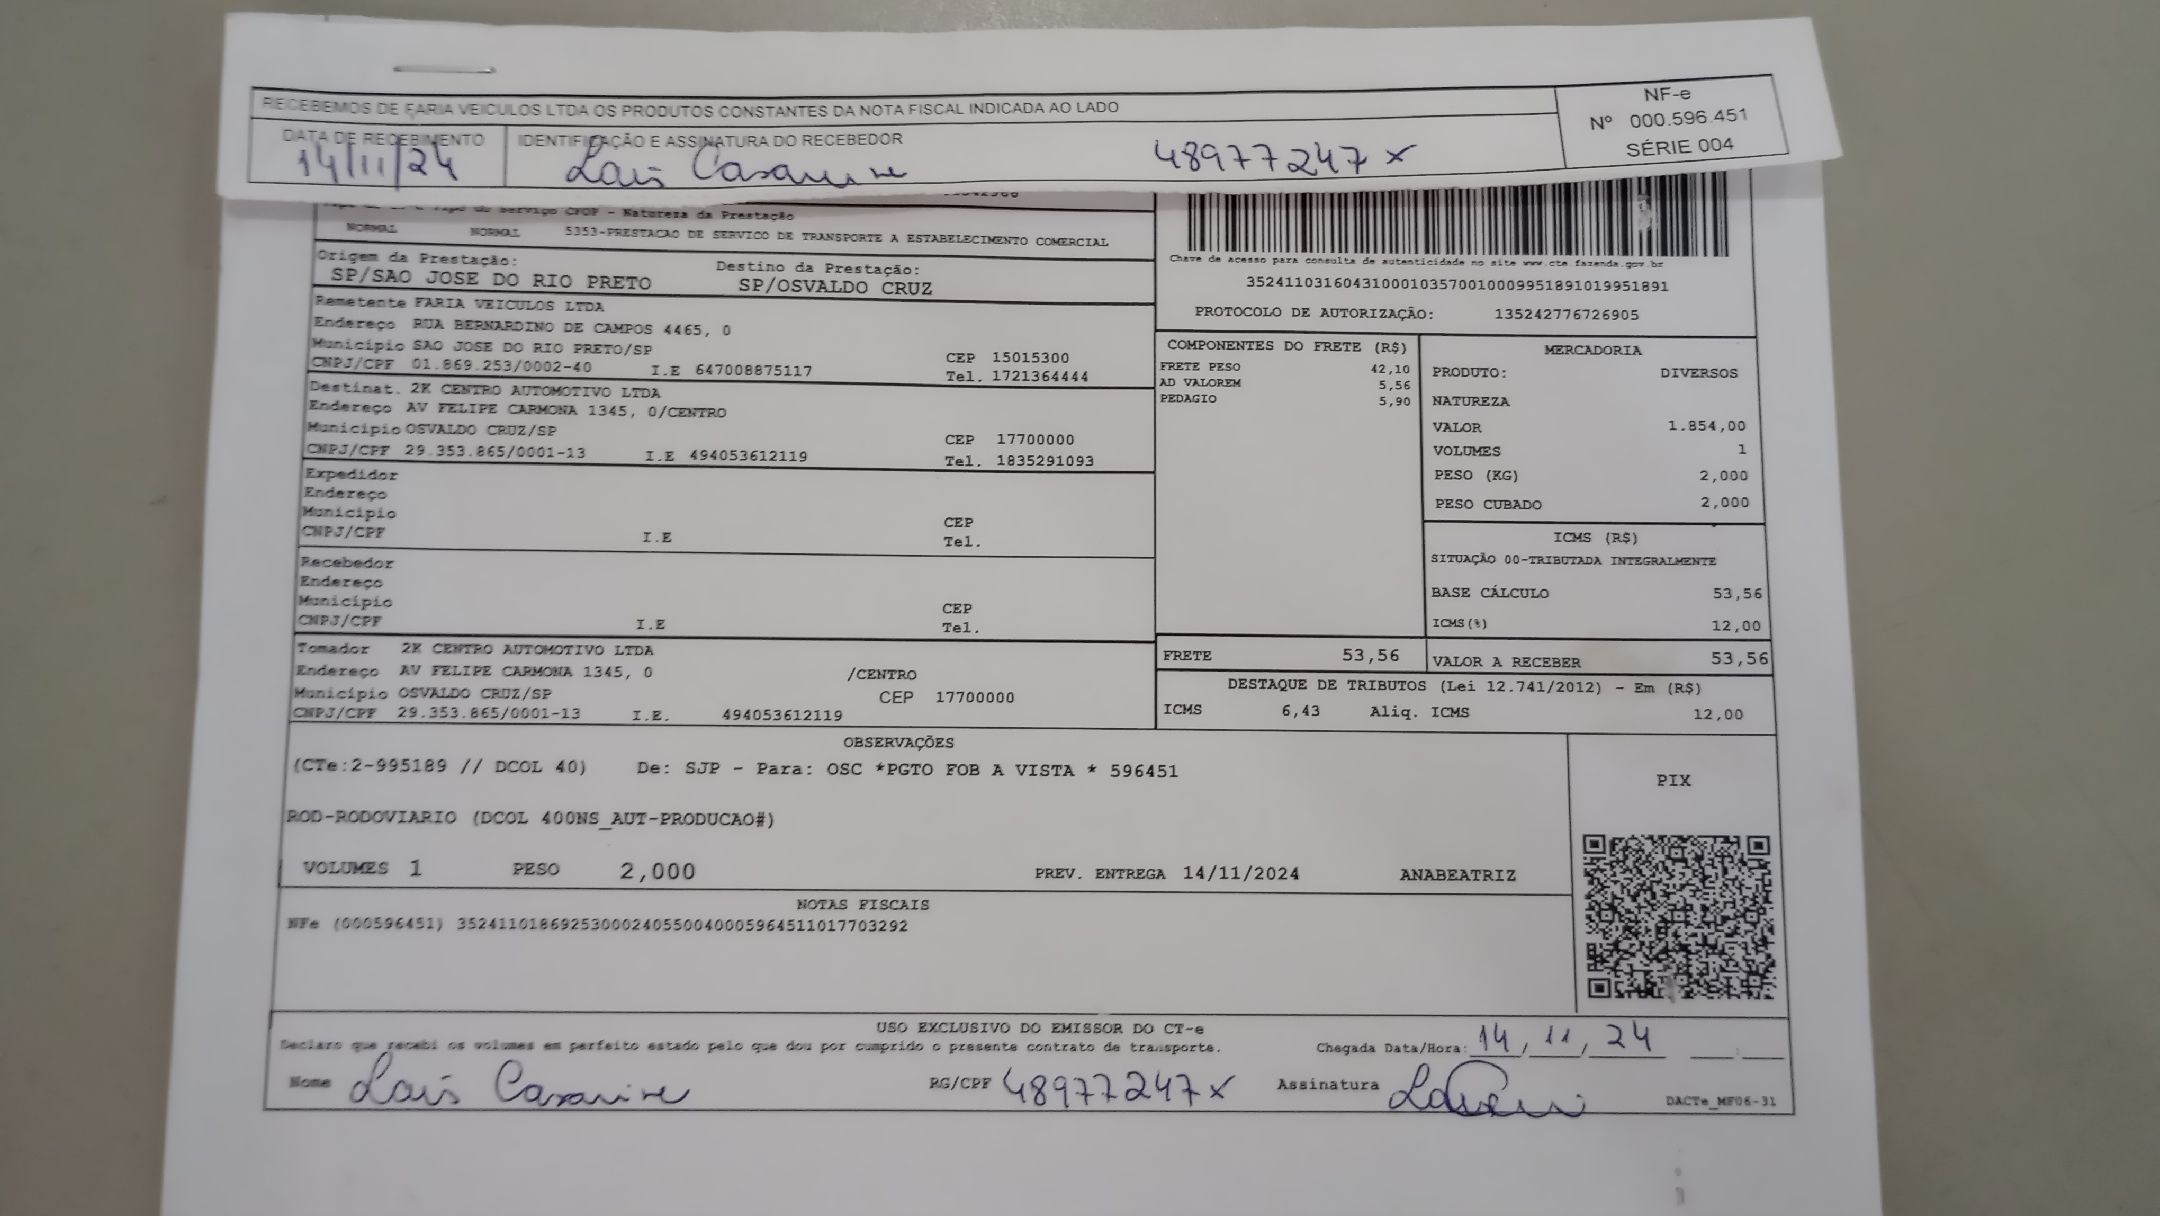 RECEBEMOS DE FARIA VEICULOS LTDA OS PRODUTOS CONSTANTES DA NOTA FISCAL INDICADA AO LADO
NF-e
Nº 000.596.451
SÉRIE 004
DATA DE RECEBIMENTO IDENTIFICAÇÃO E ASSINATURA DO RECEBEDOR
14/11/24 Laís 48977247x
Serviço CFOP - Natureza da Prestação
NORMAL NORMAL 5353-PRESTACAO DE SERVICO DE TRANSPORTE A ESTABELECIMENTO COMERCIAL
Origem da Prestação: Destino da Prestação:
SP/SAO JOSE DO RIO PRETO SP/OSVALDO CRUZ
Remetente FARIA VEICULOS LTDA
Endereço RUA BERNARDINO DE CAMPOS 4465, 0
Município SAO JOSE DO RIO PRETO/SP CEP 15015300
CNPJ/CPF 01.869.253/0002-40 I.E 647008875117 Tel. 1721364444
Destinat. 2K CENTRO AUTOMOTIVO LTDA
Endereço AV FELIPE CARMONA 1345, 0/CENTRO
Município OSVALDO CRUZ/SP CEP 17700000
CNPJ/CPF 29.353.865/0001-13 I.E 494053612119 Tel. 1835291093
Expedidor
Endereço
Município CEP
CNPJ/CPF I.E Tel.
Recebedor
Endereço
Município CEP
CNPJ/CPF I.E Tel.
Tomador 2K CENTRO AUTOMOTIVO LTDA
Endereço AV FELIPE CARMONA 1345, 0 /CENTRO
Município OSVALDO CRUZ/SP CEP 17700000
CNPJ/CPF 29.353.865/0001-13 I.E. 494053612119
Chave de acesso para consulta de autenticidade no site www.cte fazenda.gov.br
35241103160431000103570010009951891019951891
PROTOCOLO DE AUTORIZAÇÃO: 135242776726905
COMPONENTES DO FRETE (R$)
FRETE PESO 42,10
AD VALOREM 5,56
PEDAGIO 5,90
MERCADORIA
PRODUTO: DIVERSOS
NATUREZA
VALOR 1.854,00
VOLUMES 1
PESO (KG) 2,000
PESO CUBADO 2,000
ICMS (R$)
SITUAÇÃO 00-TRIBUTADA INTEGRALMENTE
BASE CÁLCULO 53,56
ICMS(%) 12,00
FRETE 53,56 VALOR A RECEBER 53,56
DESTAQUE DE TRIBUTOS (Lei 12.741/2012) - Em (R$)
ICMS 6,43 Aliq. ICMS 12,00
OBSERVAÇÕES
(CTe:2-995189 // DCOL 40) De: SJP - Para: OSC *PGTO FOB A VISTA * 596451
ROD-RODOVIARIO (DCOL 400NS_AUT-PRODUCAO#)
VOLUMES 1 PESO 2,000 PREV. ENTREGA 14/11/2024 ANABEATRIZ
PIX
NOTAS FISCAIS
NFe (000596451) 35241101869253000240550040005964511017703292
USO EXCLUSIVO DO EMISSOR DO CT-e
Declaro que recebi os volumes em perfeito estado pelo que dou por cumprido o presente contrato de transporte. Chegada Data/Hora: 14, 11, 24 :
Nome Laís RG/CPF 48977247x Assinatura
DACTe_MF06-31